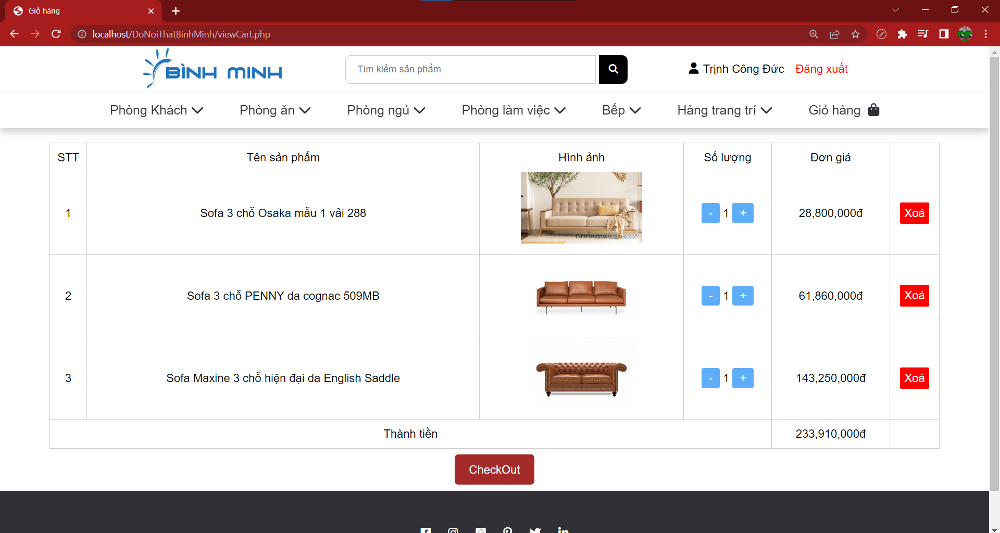 Giỏ hàng
localhost/DoNoiThatBinhMinh/viewCart.php
BÌNH MINH
Tìm kiếm sản phẩm
Trịnh Công Đức Đăng xuất
Phòng Khách Phòng ăn Phòng ngủ Phòng làm việc Bếp Hàng trang trí Giỏ hàng
STT Tên sản phẩm Hình ảnh Số lượng Đơn giá
1 Sofa 3 chỗ Osaka mẫu 1 vải 288 - 1 + 28,800,000đ Xoá
2 Sofa 3 chỗ PENNY da cognac 509MB - 1 + 61,860,000đ Xoá
3 Sofa Maxine 3 chỗ hiện đại da English Saddle - 1 + 143,250,000đ Xoá
Thành tiền 233,910,000đ
CheckOut